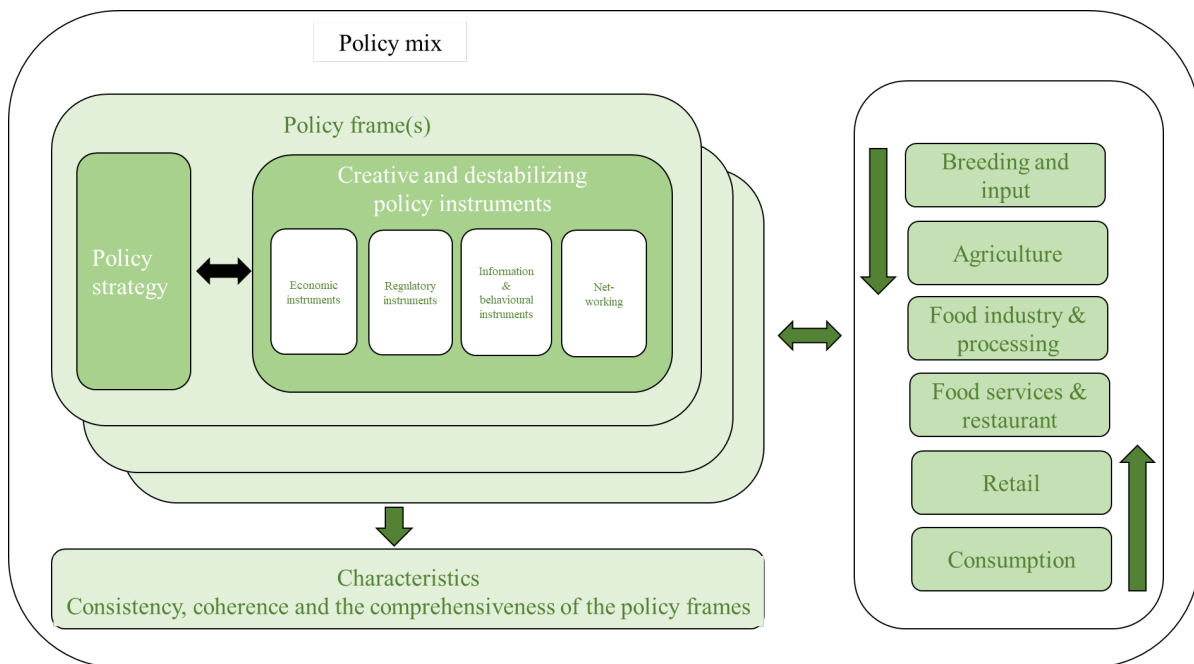 Policy mix
Policy frame(s)
Policy
strategy
Creative and destabilizing
policy instruments
Economic
instruments
Regulatory
instruments
Information
&
behavioural
instruments
Net-
working
Characteristics
Consistency, coherence and the comprehensiveness of the policy frames
Breeding and
input
Agriculture
Food industry &
processing
Food services &
restaurant
Retail
Consumption